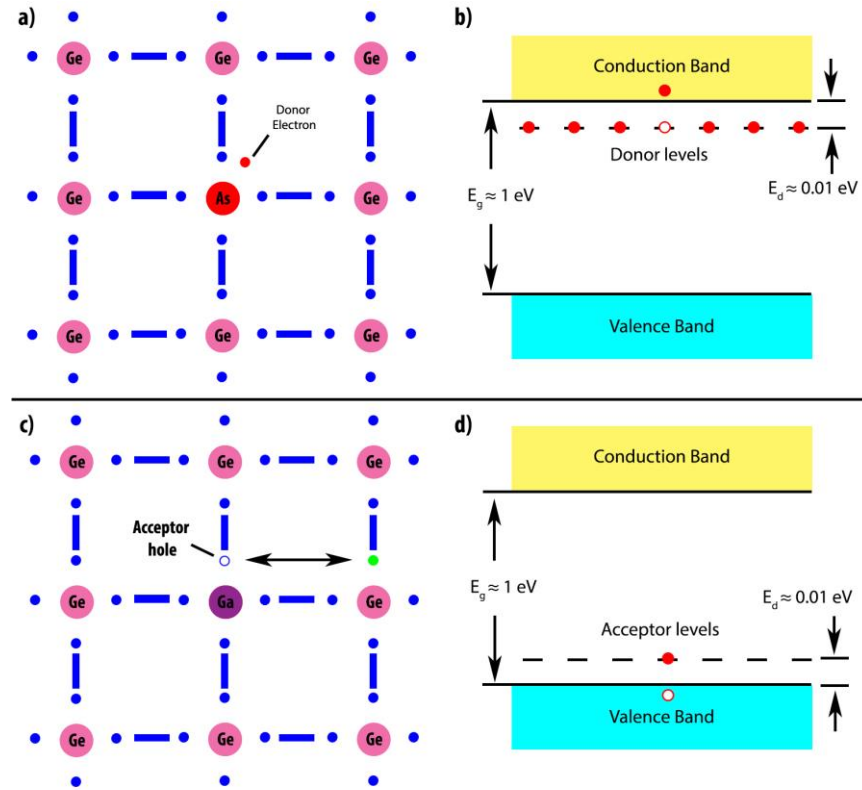 a)
Ge
Ge
Ge
Donor
Electron
Ge
As
Ge
Ge
Ge
Ge
b)
Conduction Band
Donor levels
E_g ≈ 1 eV
E_d ≈ 0.01 eV
Valence Band
c)
Ge
Ge
Ge
Acceptor
hole
Ge
Ga
Ge
Ge
Ge
Ge
d)
Conduction Band
E_g ≈ 1 eV
E_d ≈ 0.01 eV
Acceptor levels
Valence Band